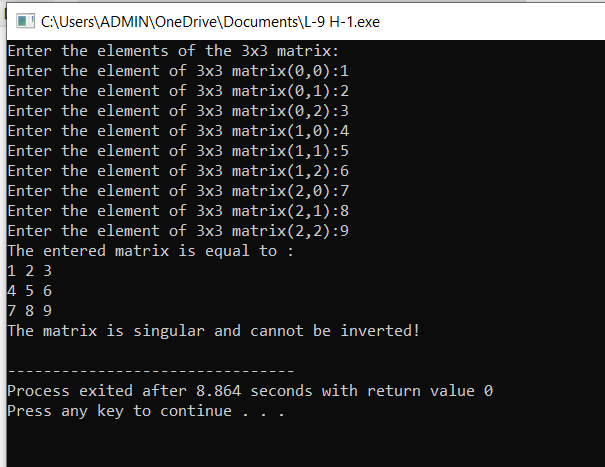 C:\Users\ADMIN\OneDrive\Documents\L-9 H-1.exe
Enter the elements of the 3x3 matrix:
Enter the element of 3x3 matrix(0,0):1
Enter the element of 3x3 matrix(0,1):2
Enter the element of 3x3 matrix(0,2):3
Enter the element of 3x3 matrix(1,0):4
Enter the element of 3x3 matrix(1,1):5
Enter the element of 3x3 matrix(1,2):6
Enter the element of 3x3 matrix(2,0):7
Enter the element of 3x3 matrix(2,1):8
Enter the element of 3x3 matrix(2,2):9
The entered matrix is equal to :
1 2 3
4 5 6
7 8 9
The matrix is singular and cannot be inverted!
--------------------------------
Process exited after 8.864 seconds with return value 0
Press any key to continue . . .